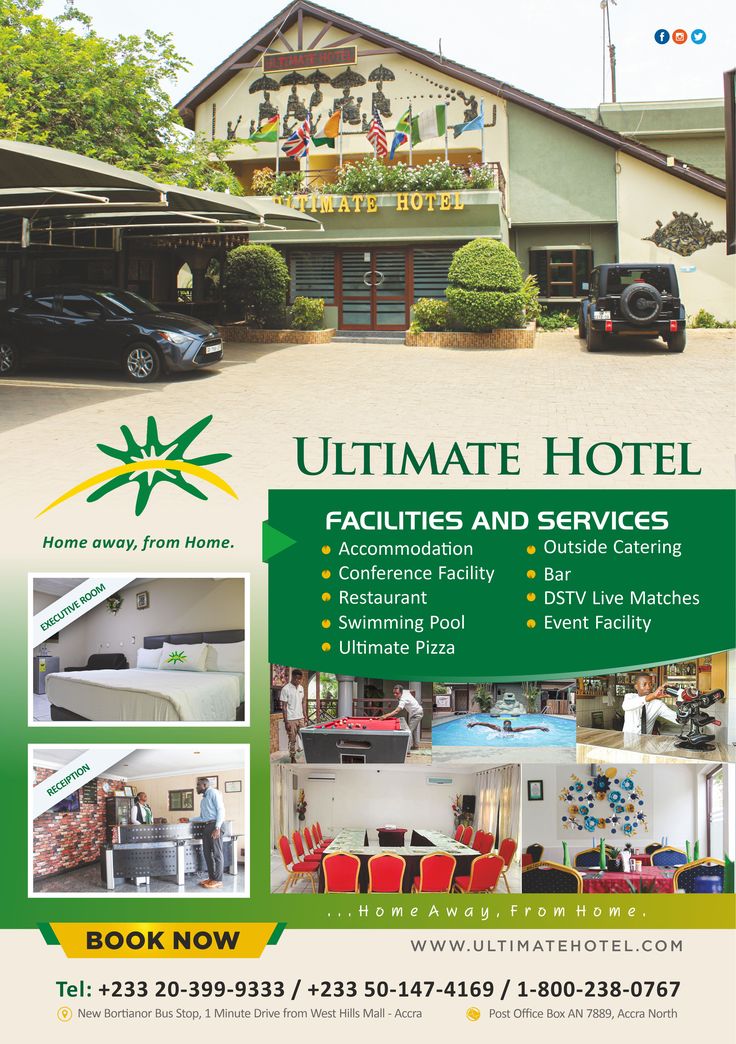 ULTIMATE HOTEL
ULTIMATE HOTEL
ULTIMATE HOTEL
Home away, from Home.
FACILITIES AND SERVICES
Accommodation
Conference Facility
Restaurant
Swimming Pool
Ultimate Pizza
Outside Catering
Bar
DSTV Live Matches
Event Facility
EXECUTIVE ROOM
RECEIPTION
...Home Away, From Home.
BOOK NOW
WWW.ULTIMATEHOTEL.COM
Tel: +233 20-399-9333 / +233 50-147-4169 / 1-800-238-0767
New Bortianor Bus Stop, 1 Minute Drive from West Hills Mall - Accra
Post Office Box AN 7889, Accra North